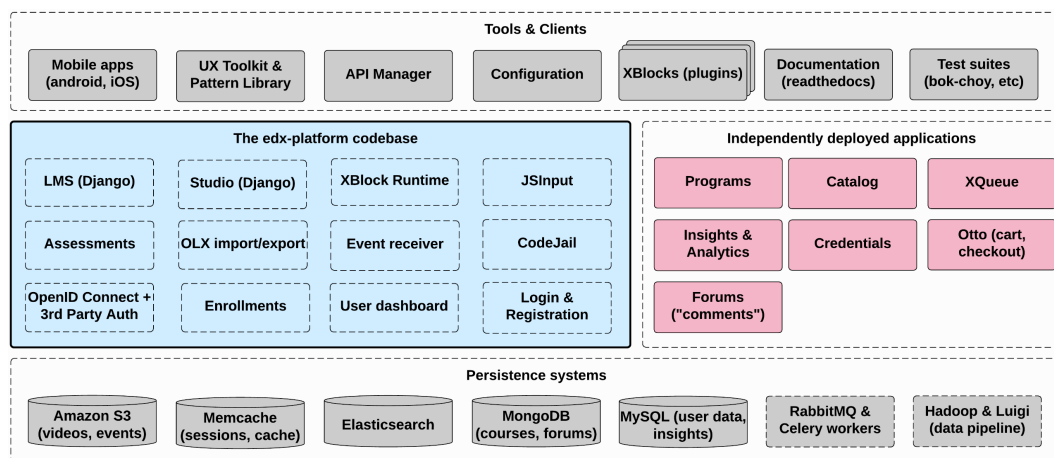 Tools & Clients
Mobile apps
(android, iOS)
UX Toolkit &
Pattern Library
API Manager
Configuration
XBlocks (plugins)
Documentation
(readthedocs)
Test suites
(bok-choy, etc)
The edx-platform codebase
LMS (Django)
Studio (Django)
XBlock Runtime
JSInput
Assessments
OLX import/export
Event receiver
CodeJail
OpenID Connect +
3rd Party Auth
Enrollments
User dashboard
Login &
Registration
Independently deployed applications
Programs
Catalog
XQueue
Insights &
Analytics
Credentials
Otto (cart,
checkout)
Forums
("comments")
Persistence systems
Amazon S3
(videos, events)
Memcache
(sessions, cache)
Elasticsearch
MongoDB
(courses, forums)
MySQL (user data,
insights)
RabbitMQ &
Celery workers
Hadoop & Luigi
(data pipeline)